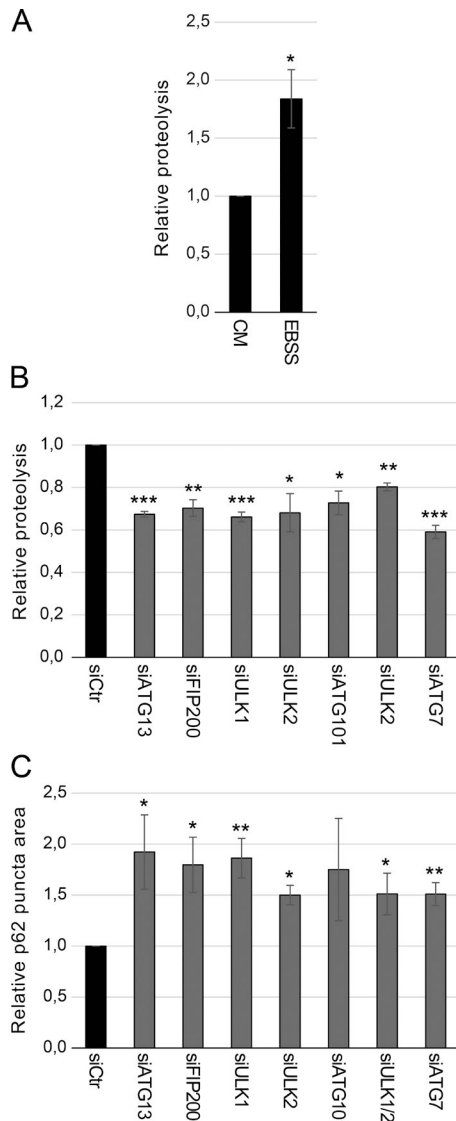 A
Relative proteolysis
2,5
2,0
1,5
1,0
0,5
0,0
*
CM
EBSS
B
Relative proteolysis
1,2
1,0
0,8
0,6
0,4
0,2
0,0
***
**
***
*
*
**
***
siCtr
siATG13
siFIP200
siULK1
siULK2
siATG101
siULK2
siATG7
C
Relative p62 puncta area
2,5
2,0
1,5
1,0
0,5
0,0
*
*
**
*
*
**
siCtr
siATG13
siFIP200
siULK1
siULK2
siATG10
siULK1/2
siATG7